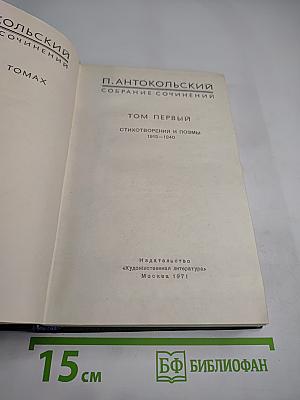 ОКОЛЬСКИЙ
СОЧИНЕНИЙ
ТОМАХ
П. АНТОКОЛЬСКИЙ
СОБРАНИЕ СОЧИНЕНИЙ
ТОМ ПЕРВЫЙ
СТИХОТВОРЕНИЯ И ПОЭМЫ
1915—1940
Издательство
«Художественная литература»
Москва 1971
15 см
БФ БИБЛИОФАН